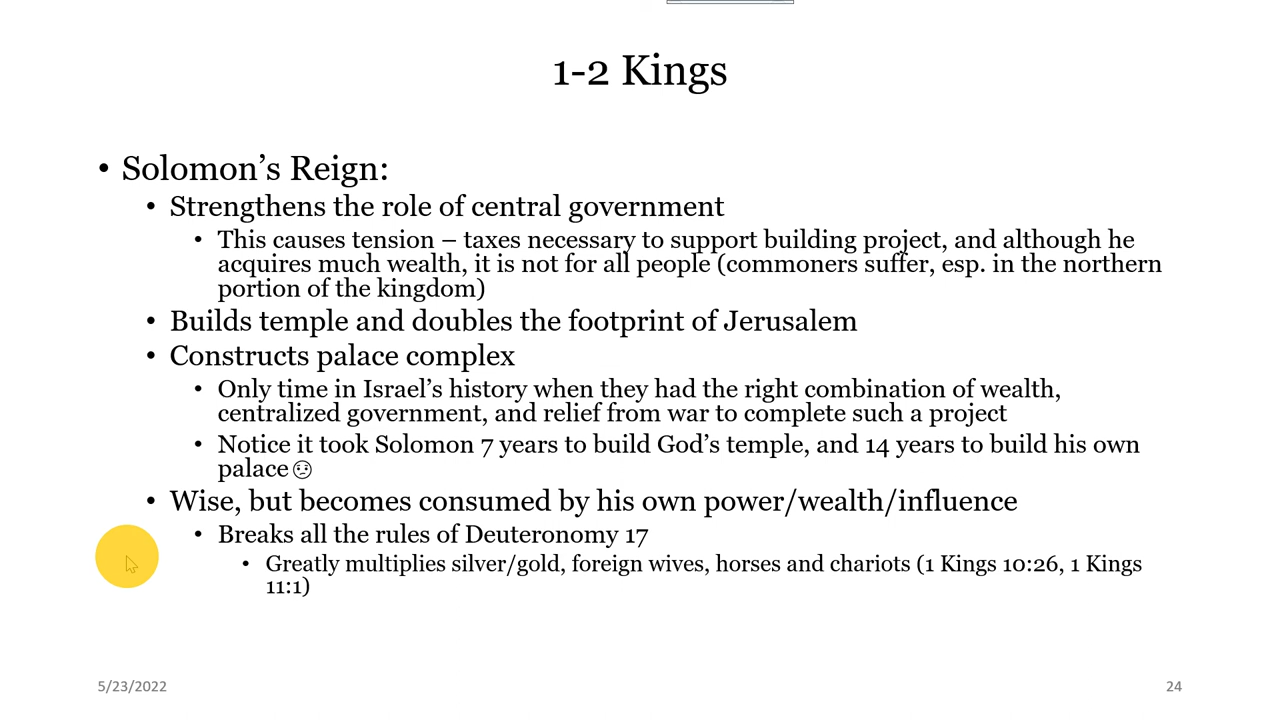 1-2 Kings
• Solomon’s Reign:
• Strengthens the role of central government
• This causes tension – taxes necessary to support building project, and although he
acquires much wealth, it is not for all people (commoners suffer, esp. in the northern
portion of the kingdom)
• Builds temple and doubles the footprint of Jerusalem
• Constructs palace complex
• Only time in Israel’s history when they had the right combination of wealth,
centralized government, and relief from war to complete such a project
• Notice it took Solomon 7 years to build God’s temple, and 14 years to build his own
palace😟
• Wise, but becomes consumed by his own power/wealth/influence
• Breaks all the rules of Deuteronomy 17
• Greatly multiplies silver/gold, foreign wives, horses and chariots (1 Kings 10:26, 1 Kings
11:1)
5/23/2022
24